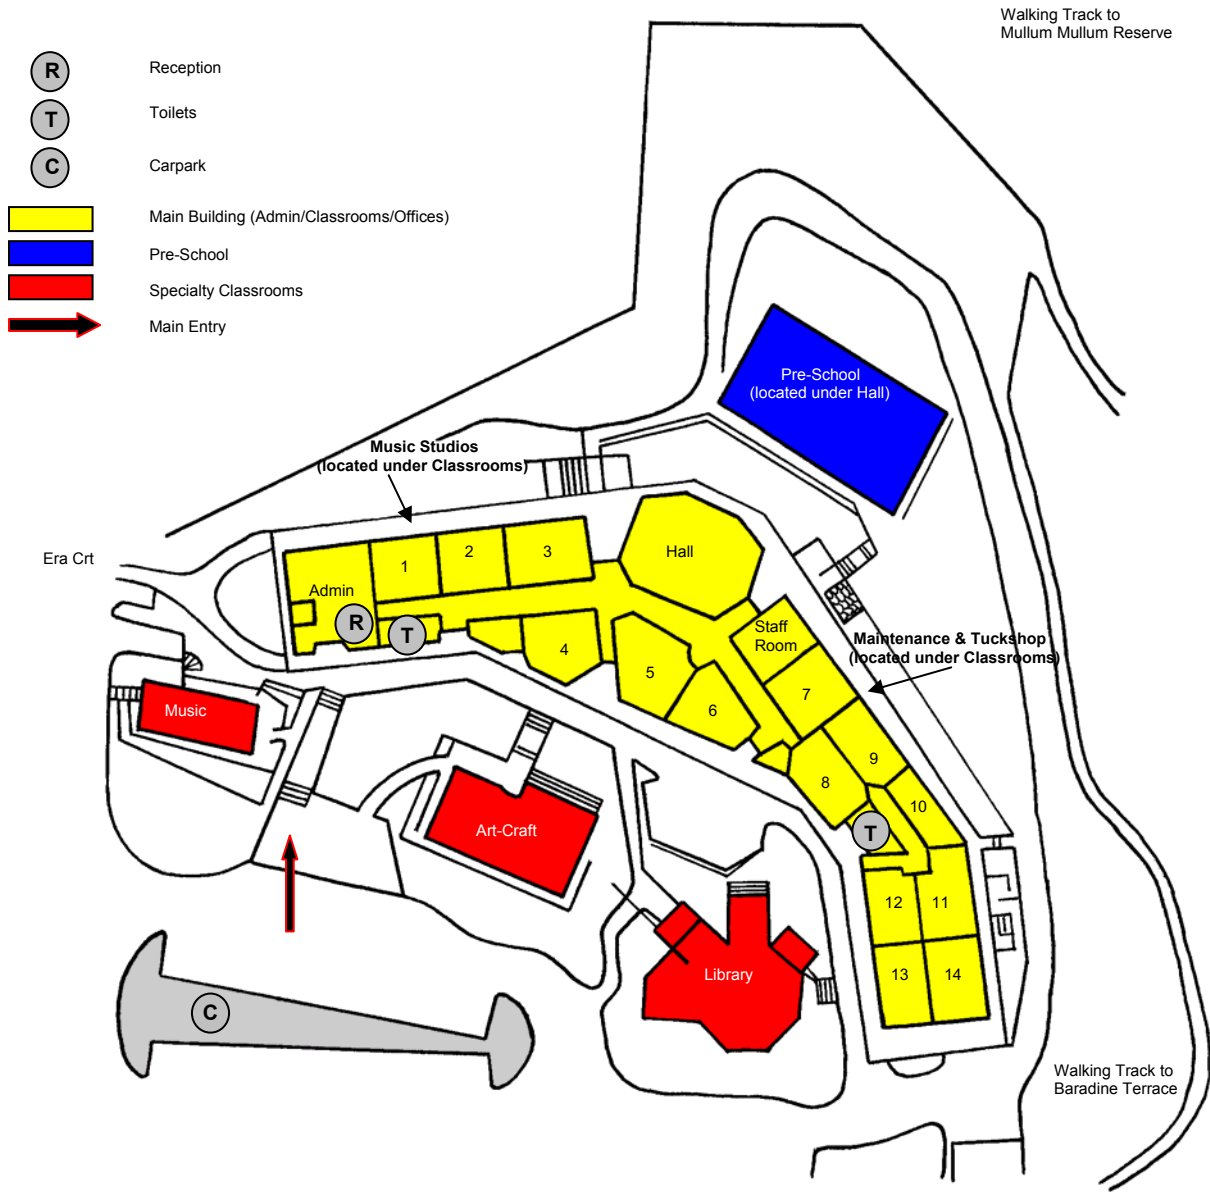 Walking Track to
Mullum Mullum Reserve
R Reception
T Toilets
C Carpark
Main Building (Admin/Classrooms/Offices)
Pre-School
Specialty Classrooms
Main Entry
Pre-School
(located under Hall)
Music Studios
(located under Classrooms)
Era Crt
Admin
R
T
1
2
3
Hall
4
5
6
Staff
Room
Maintenance & Tuckshop
(located under Classrooms)
7
8
9
10
T
11
12
13
14
Music
Art-Craft
Library
C
Walking Track to
Baradine Terrace